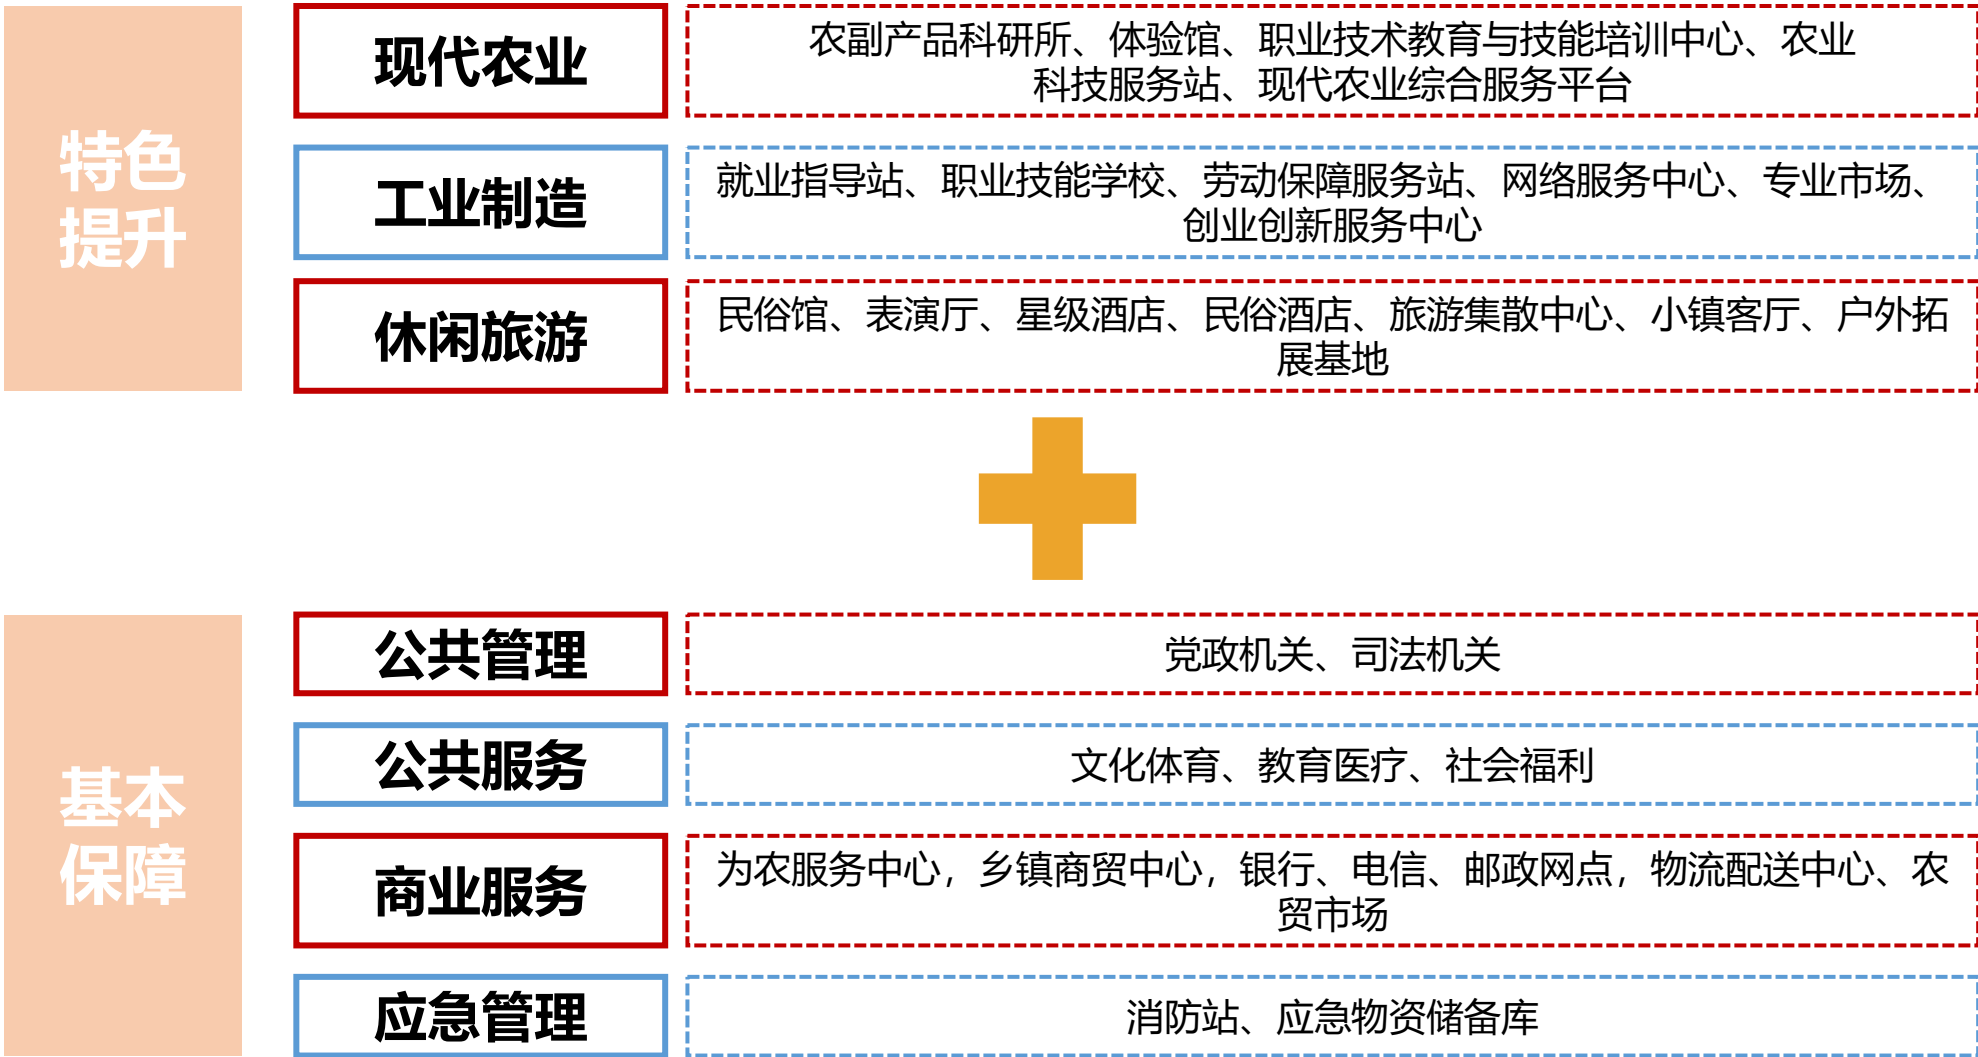 特色
提升
现代农业
农副产品科研所、体验馆、职业技术教育与技能培训中心、农业
科技服务站、现代农业综合服务平台
工业制造
就业指导站、职业技能学校、劳动保障服务站、网络服务中心、专业市场、
创业创新服务中心
休闲旅游
民俗馆、表演厅、星级酒店、民俗酒店、旅游集散中心、小镇客厅、户外拓
展基地
基本
保障
公共管理
党政机关、司法机关
公共服务
文化体育、教育医疗、社会福利
商业服务
为农服务中心，乡镇商贸中心，银行、电信、邮政网点，物流配送中心、农
贸市场
应急管理
消防站、应急物资储备库